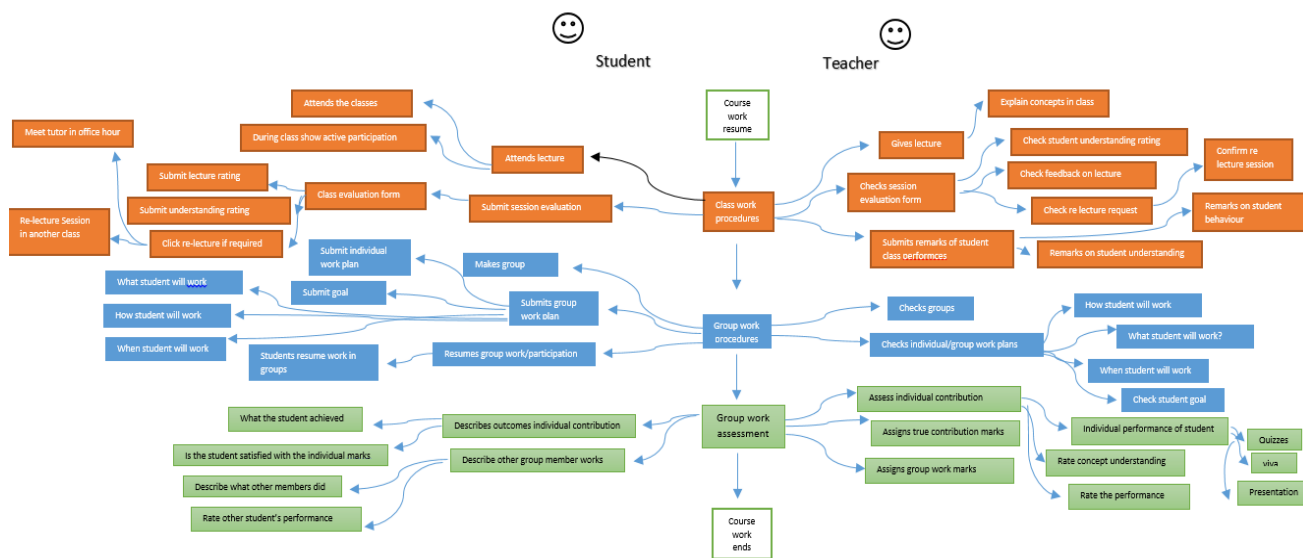 Student
Teacher
Course
work
resume
Attends the classes
During class show active participation
Meet tutor in office hour
Attends lecture
Submit lecture rating
Class evaluation form
Submit understanding rating
Submit session evaluation
Re-lecture Session
in another class
Click re-lecture if required
Class work
procedures
Explain concepts in class
Gives lecture
Check student understanding rating
Confirm re
lecture session
Checks session
evaluation form
Check feedback on lecture
Check re lecture request
Remarks on student
behaviour
Submits remarks of student
class oerformces
Remarks on student understanding
Submit individual
work plan
Makes group
What student will work
Submit goal
Submits group
work plan
How student will work
When student will work
Students resume work in
groups
Resumes group work/participation
Group work
procedures
Checks groups
Checks individual/group work plans
How student will work
What student will work?
When student will work
Check student goal
What the student achieved
Describes outcomes individual contribution
Is the student satisfied with the individual marks
Describe other group member works
Describe what other members did
Rate other student's performance
Group work
assessment
Assess individual contribution
Assigns true contribution marks
Assigns group work marks
Individual performance of student
Rate concept understanding
Rate the performance
Quizzes
viva
Presentation
Course
work
ends